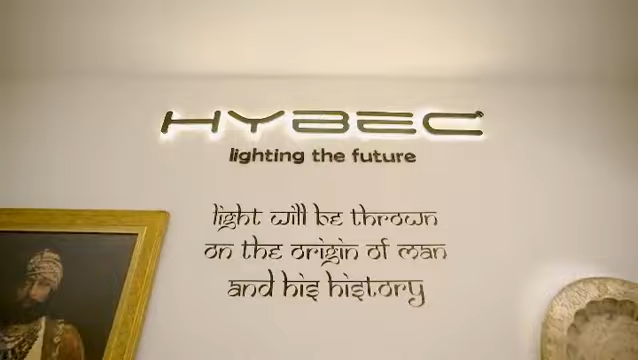 HYBEC
lighting the future
light will be thrown
on the origin of man
and his history